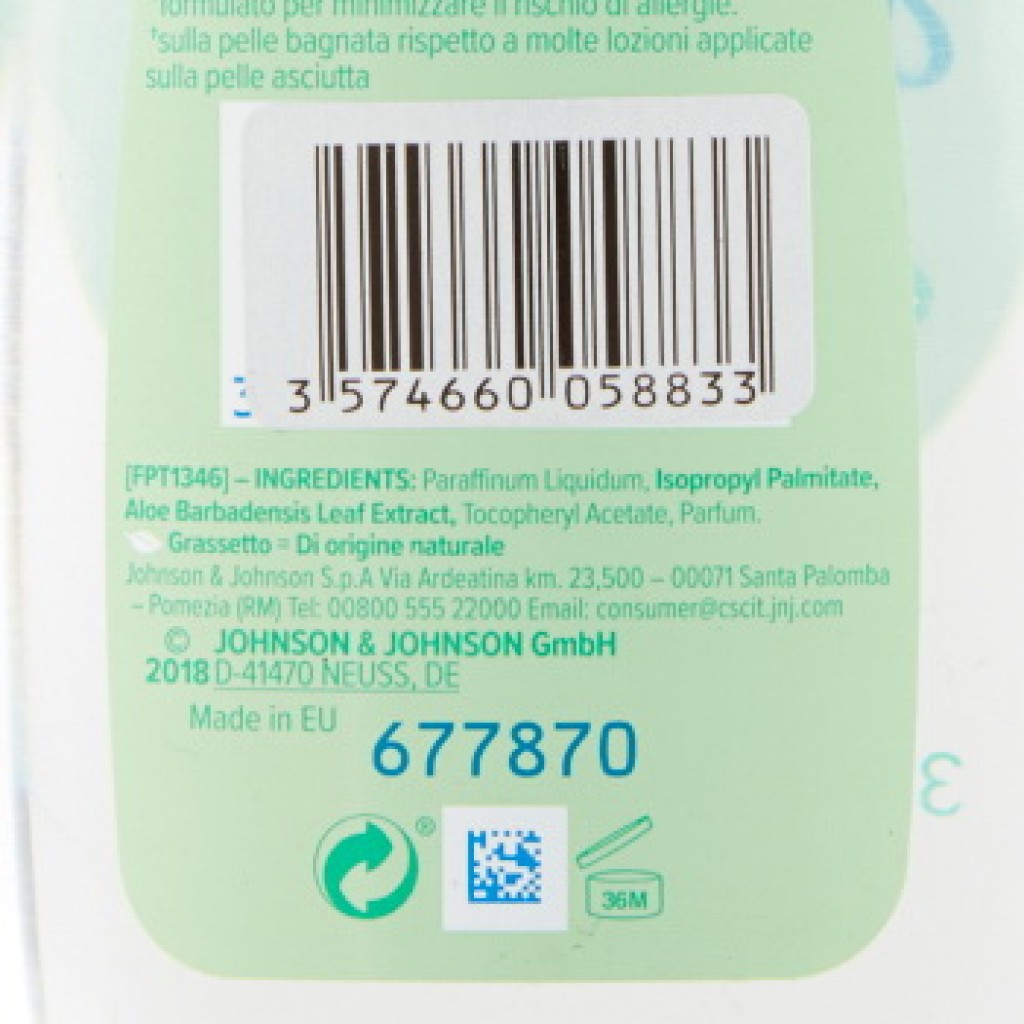 *formulato per minimizzare il rischio di allergie.
†sulla pelle bagnata rispetto a molte lozioni applicate
sulla pelle asciutta
3 574660 058833
[FPT1346] – INGREDIENTS: Paraffinum Liquidum, Isopropyl Palmitate,
Aloe Barbadensis Leaf Extract, Tocopheryl Acetate, Parfum.
Grassetto = Di origine naturale
Johnson & Johnson S.p.A Via Ardeatina km. 23,500 – 00071 Santa Palomba
– Pomezia (RM) Tel: 00800 555 22000 Email: consumer@cscit.jnj.com
© JOHNSON & JOHNSON GmbH
2018 D-41470 NEUSS, DE
Made in EU
677870
®
36M